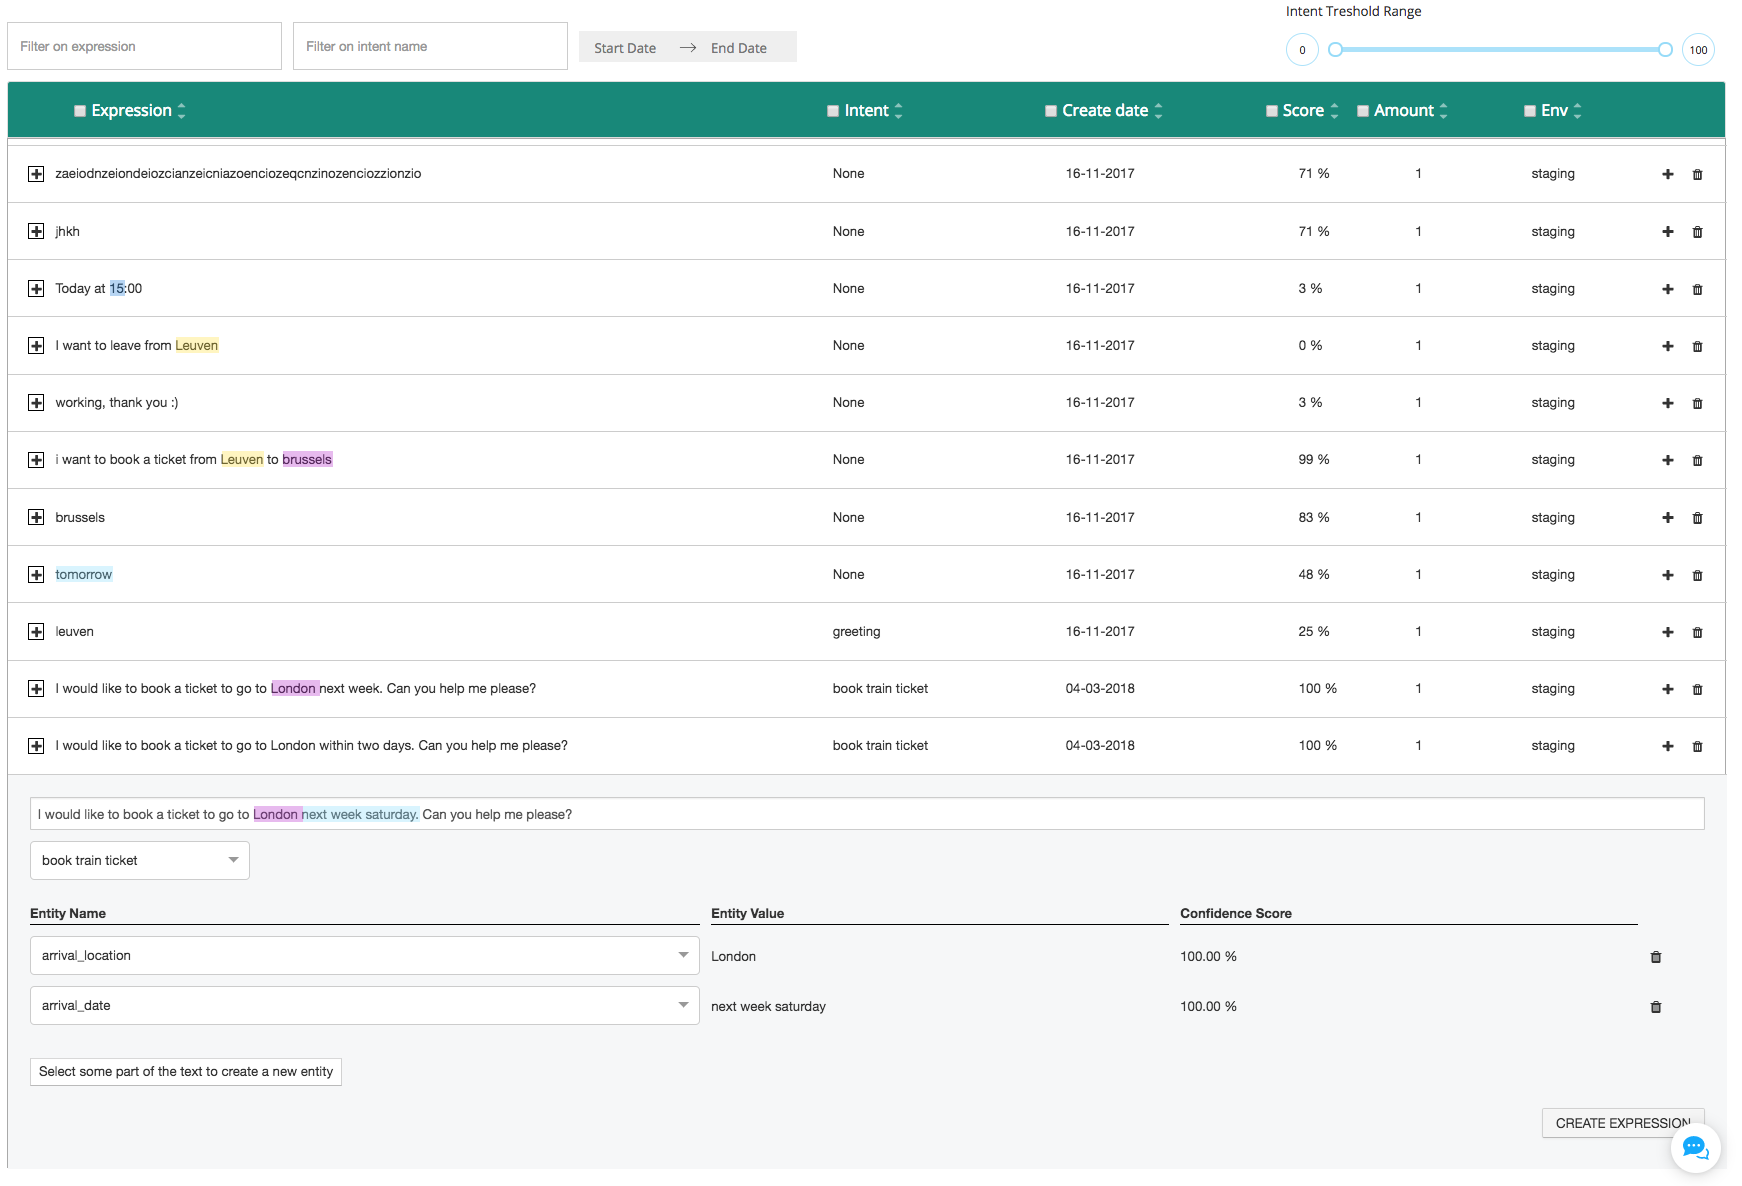 Intent Treshold Range
Filter on expression Filter on intent name Start Date → End Date 0 100
Expression Intent Create date Score Amount Env
zaeiodnzeiondeiozcianzeicniazoenciozeqcnzinozenciozzionzio None 16-11-2017 71 % 1 staging
jhkh None 16-11-2017 71 % 1 staging
Today at 15:00 None 16-11-2017 3 % 1 staging
I want to leave from Leuven None 16-11-2017 0 % 1 staging
working, thank you :) None 16-11-2017 3 % 1 staging
i want to book a ticket from Leuven to brussels None 16-11-2017 99 % 1 staging
brussels None 16-11-2017 83 % 1 staging
tomorrow None 16-11-2017 48 % 1 staging
leuven greeting 16-11-2017 25 % 1 staging
I would like to book a ticket to go to London next week. Can you help me please? book train ticket 04-03-2018 100 % 1 staging
I would like to book a ticket to go to London within two days. Can you help me please? book train ticket 04-03-2018 100 % 1 staging
I would like to book a ticket to go to London next week saturday. Can you help me please?
book train ticket
Entity Name Entity Value Confidence Score
arrival_location London 100.00 %
arrival_date next week saturday 100.00 %
Select some part of the text to create a new entity
CREATE EXPRESSION